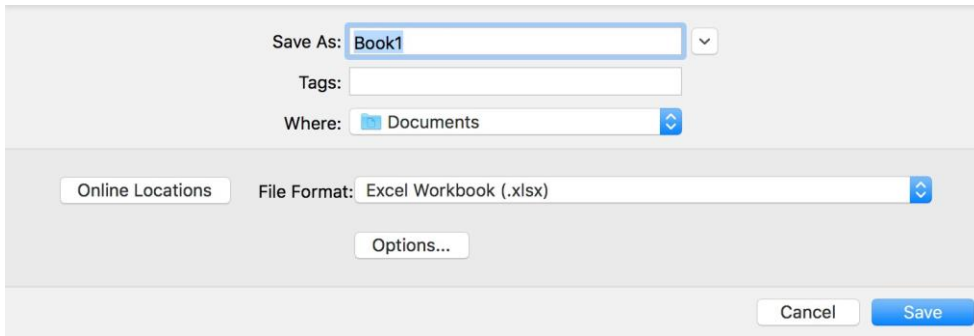 Save As: Book1
Tags:
Where: Documents
Online Locations File Format: Excel Workbook (.xlsx)
Options...
Cancel Save